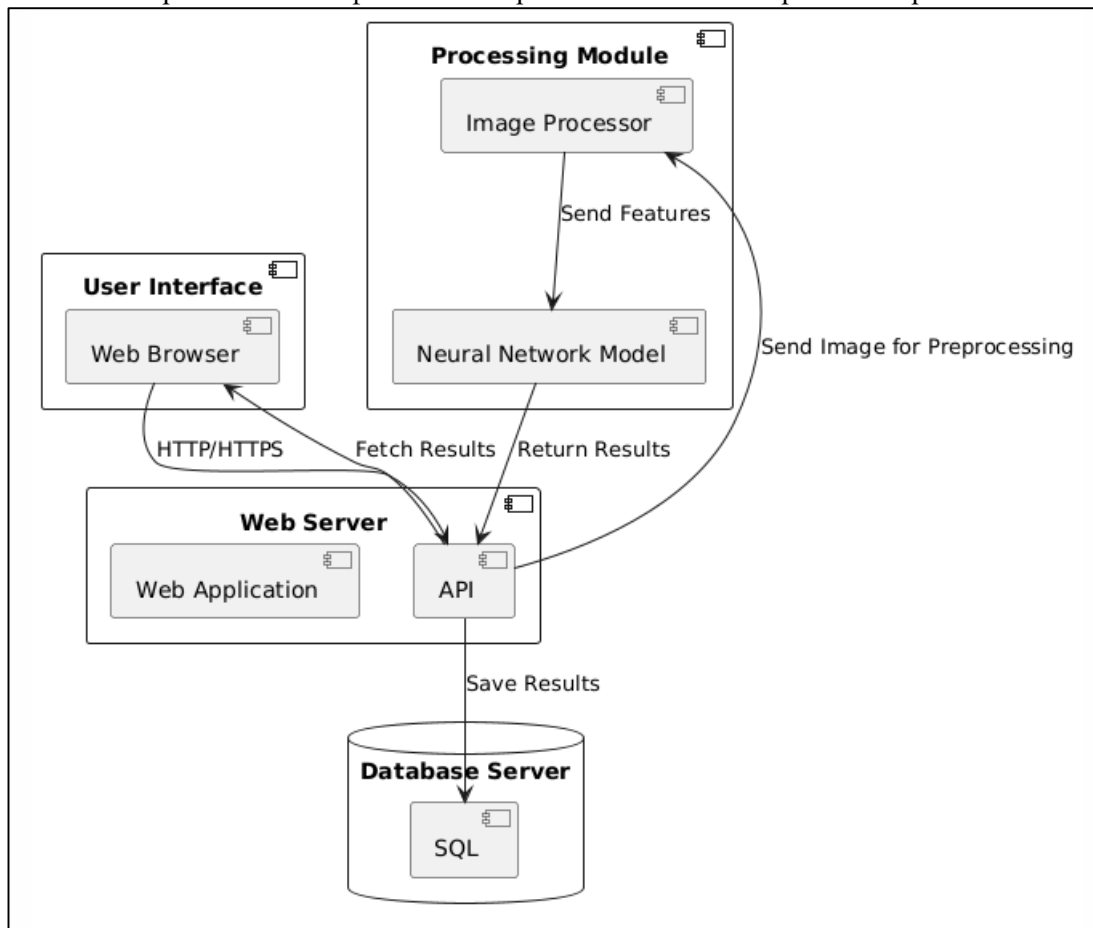 Processing Module
Image Processor
Send Features
User Interface
Web Browser
Neural Network Model
Send Image for Preprocessing
HTTP/HTTPS
Fetch Results
Return Results
Web Server
Web Application
API
Save Results
Database Server
SQL